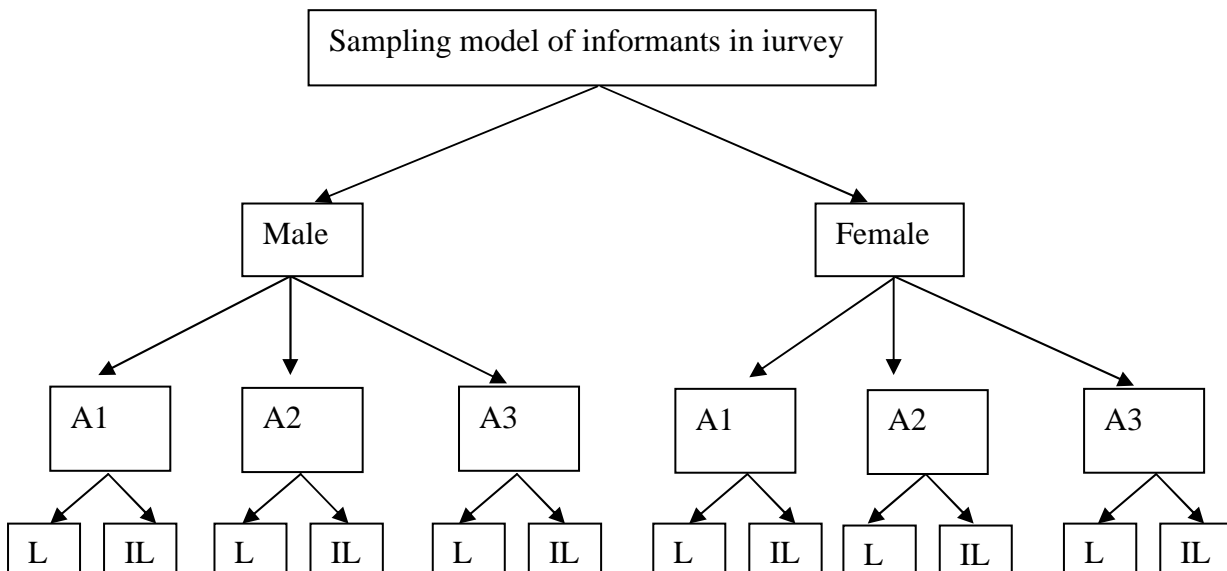 Sampling model of informants in iurvey
Male
Female
A1
A2
A3
A1
A2
A3
L
IL
L
IL
L
IL
L
IL
L
IL
L
IL